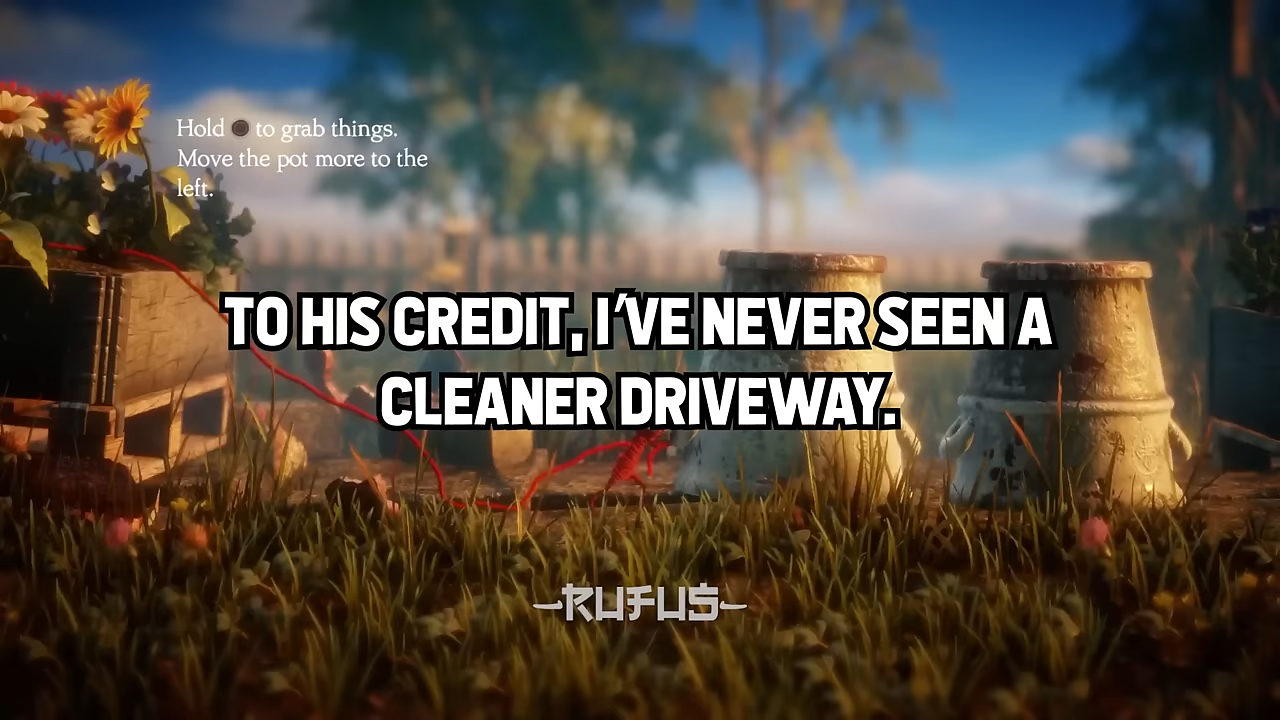 Hold to grab things.
Move the pot more to the
left.
TO HIS CREDIT, I'VE NEVER SEEN A
CLEANER DRIVEWAY.
RUFUS